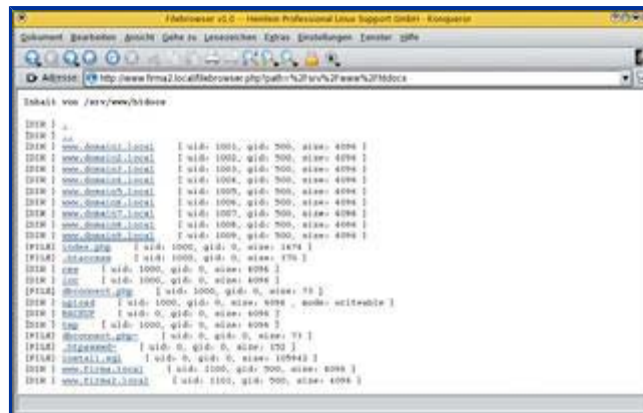 Filebrowser v1.0 -- Heinlein Professional Linux Support GmbH - Konqueror
Dokument Bearbeiten Ansicht Gehe zu Lesezeichen Extras Einstellungen Fenster Hilfe
Adresse: http://www.firma2.local/filebrowser.php?path=%2Fsrv%2Fwww%2Fhtdocs
Inhalt von /srv/www/htdocs
[DIR ] .
[DIR ] ..
[DIR ] www.domain1.local [ uid: 1001, gid: 500, size: 4096 ]
[DIR ] www.domain2.local [ uid: 1002, gid: 500, size: 4096 ]
[DIR ] www.domain3.local [ uid: 1003, gid: 500, size: 4096 ]
[DIR ] www.domain4.local [ uid: 1004, gid: 500, size: 4096 ]
[DIR ] www.domain5.local [ uid: 1005, gid: 500, size: 4096 ]
[DIR ] www.domain6.local [ uid: 1006, gid: 500, size: 4096 ]
[DIR ] www.domain7.local [ uid: 1007, gid: 500, size: 4096 ]
[DIR ] www.domain8.local [ uid: 1008, gid: 500, size: 4096 ]
[DIR ] www.domain9.local [ uid: 1009, gid: 500, size: 4096 ]
[FILE] index.php [ uid: 1000, gid: 0, size: 1674 ]
[FILE] .htaccess [ uid: 1000, gid: 0, size: 170 ]
[DIR ] cms [ uid: 1000, gid: 0, size: 4096 ]
[DIR ] inc [ uid: 1000, gid: 0, size: 4096 ]
[FILE] dbconnect.php [ uid: 1000, gid: 0, size: 73 ]
[DIR ] upload [ uid: 1000, gid: 0, size: 4096 , mode: writeable ]
[DIR ] BACKUP [ uid: 1000, gid: 0, size: 4096 ]
[DIR ] tmp [ uid: 1000, gid: 0, size: 4096 ]
[FILE] dbconnect.php~ [ uid: 0, gid: 0, size: 73 ]
[FILE] .htpasswd~ [ uid: 0, gid: 0, size: 152 ]
[FILE] install.sql [ uid: 0, gid: 0, size: 105942 ]
[DIR ] www.firma.local [ uid: 1100, gid: 500, size: 4096 ]
[DIR ] www.firma2.local [ uid: 1101, gid: 500, size: 4096 ]